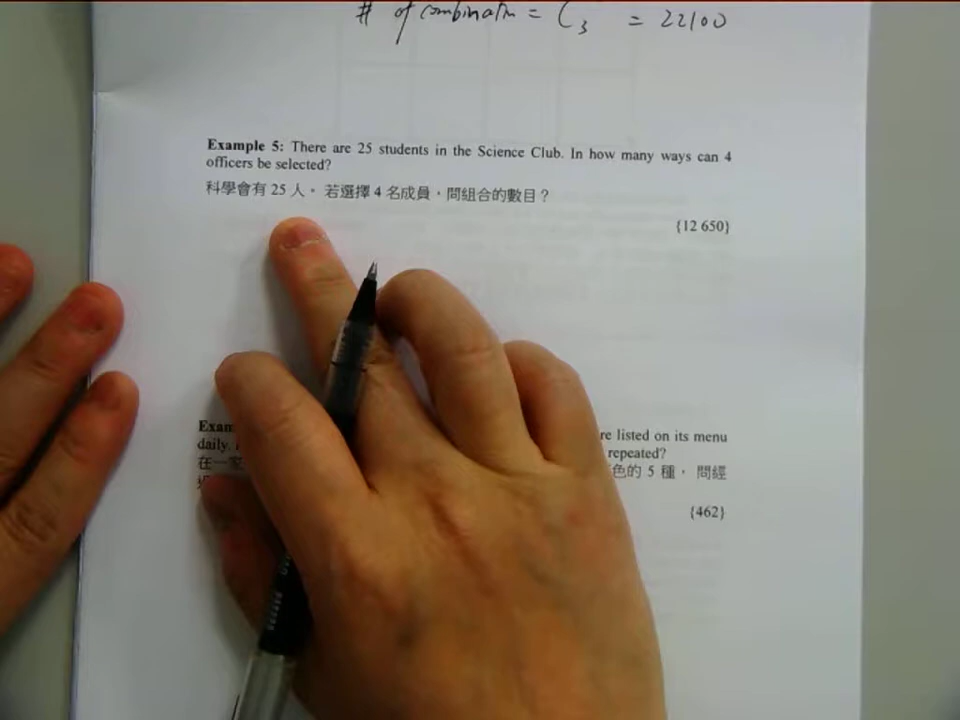 # of combinatn = C 3 = 22100
Example 5: There are 25 students in the Science Club. In how many ways can 4
officers be selected?
科學會有 25 人。若選擇 4 名成員，問組合的數目？
{12 650}
Exam re listed on its menu
daily. repeated?
在一家 色的 5 種， 問經
{462}